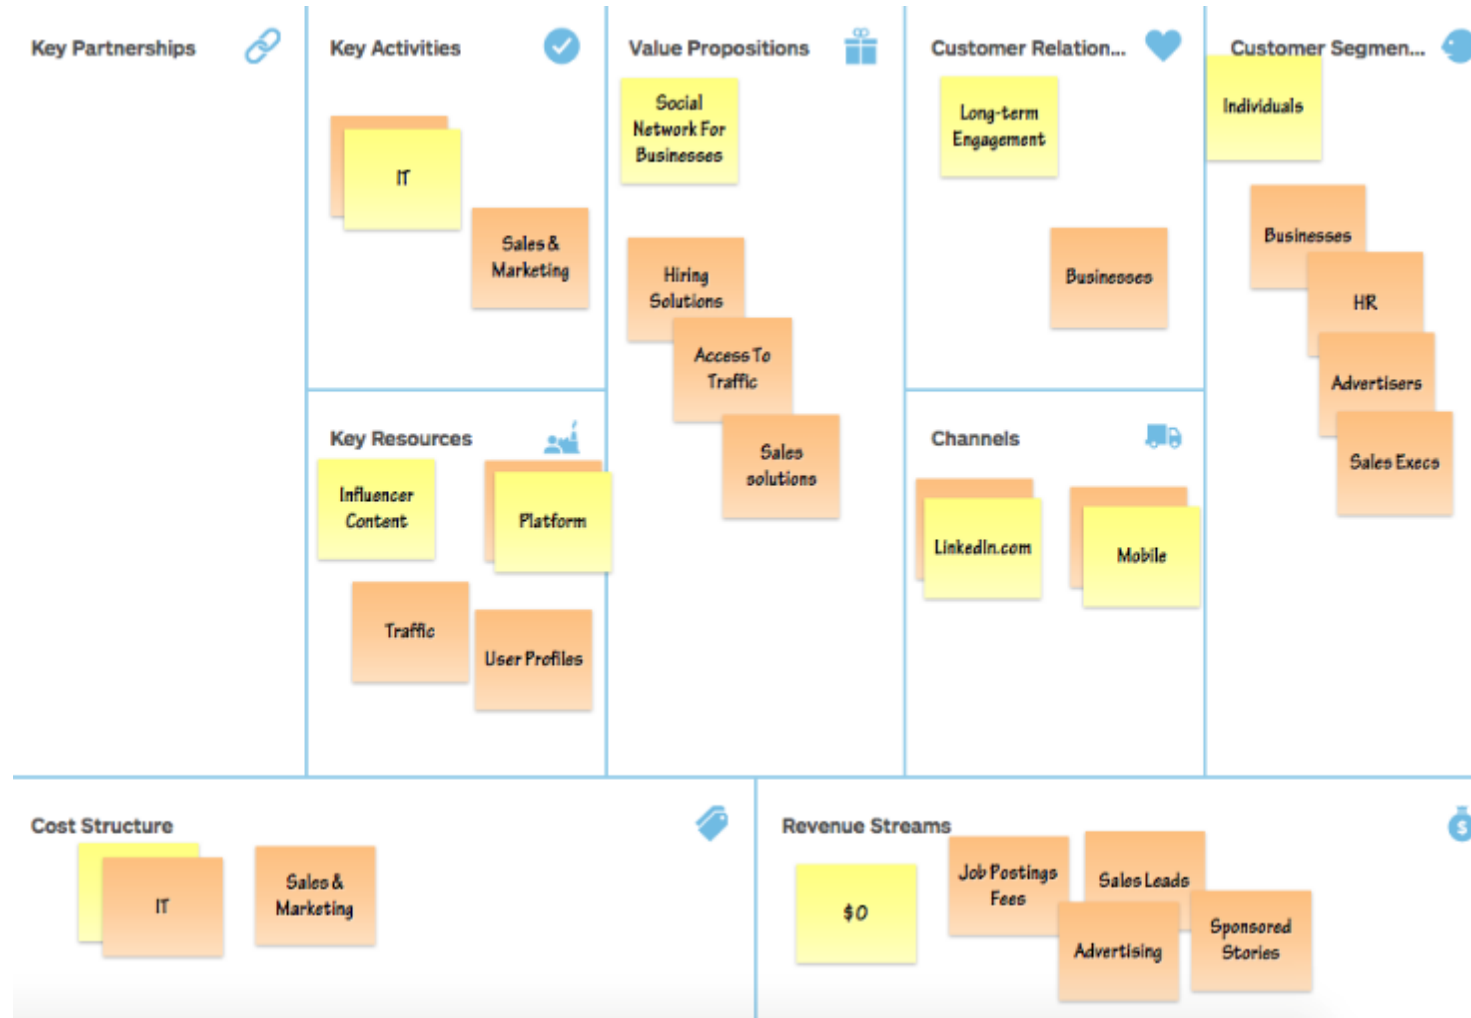 Key Partnerships
Key Activities
IT
Sales &
Marketing
Key Resources
Influencer
Content
Platform
Traffic
User Profiles
Value Propositions
Social
Network For
Businesses
Hiring
Solutions
Access To
Traffic
Sales
solutions
Customer Relation...
Long-term
Engagement
Businesses
Channels
LinkedIn.com
Mobile
Customer Segmen...
Individuals
Businesses
HR
Advertisers
Sales Execs
Cost Structure
IT
Sales &
Marketing
Revenue Streams
$
$0
Job Postings
Fees
Sales Leads
Advertising
Sponsored
Stories